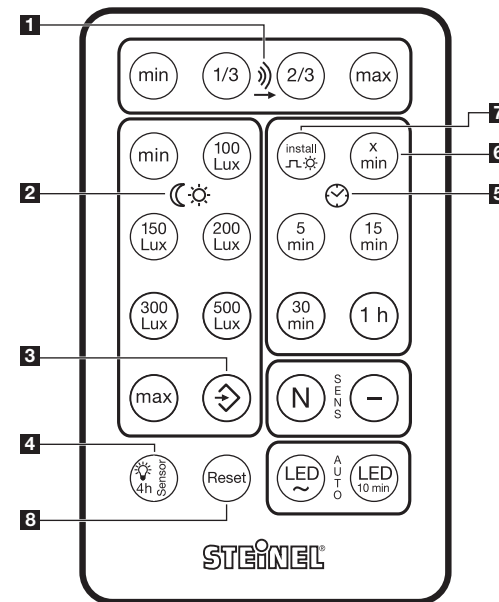 1
min 1/3 2/3 max
7
min 100 Lux install x min
6
2
5
150 Lux 200 Lux 5 min 15 min
300 Lux 500 Lux 30 min 1 h
3
max N SENS –
4
4h Sensor Reset LED ~ AUTO LED 10 min
8
STEINEL®